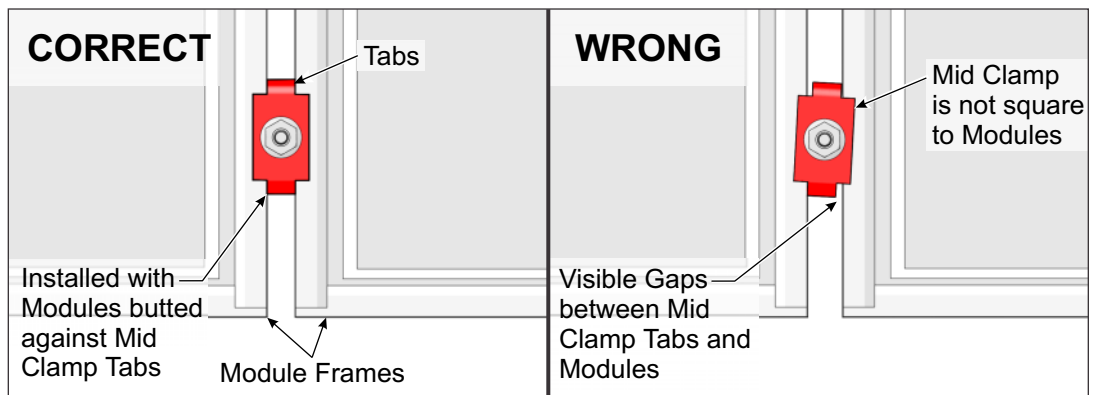 CORRECT
Tabs
Installed with
Modules butted
against Mid
Clamp Tabs
Module Frames
WRONG
Mid Clamp
is not square
to Modules
Visible Gaps
between Mid
Clamp Tabs and
Modules